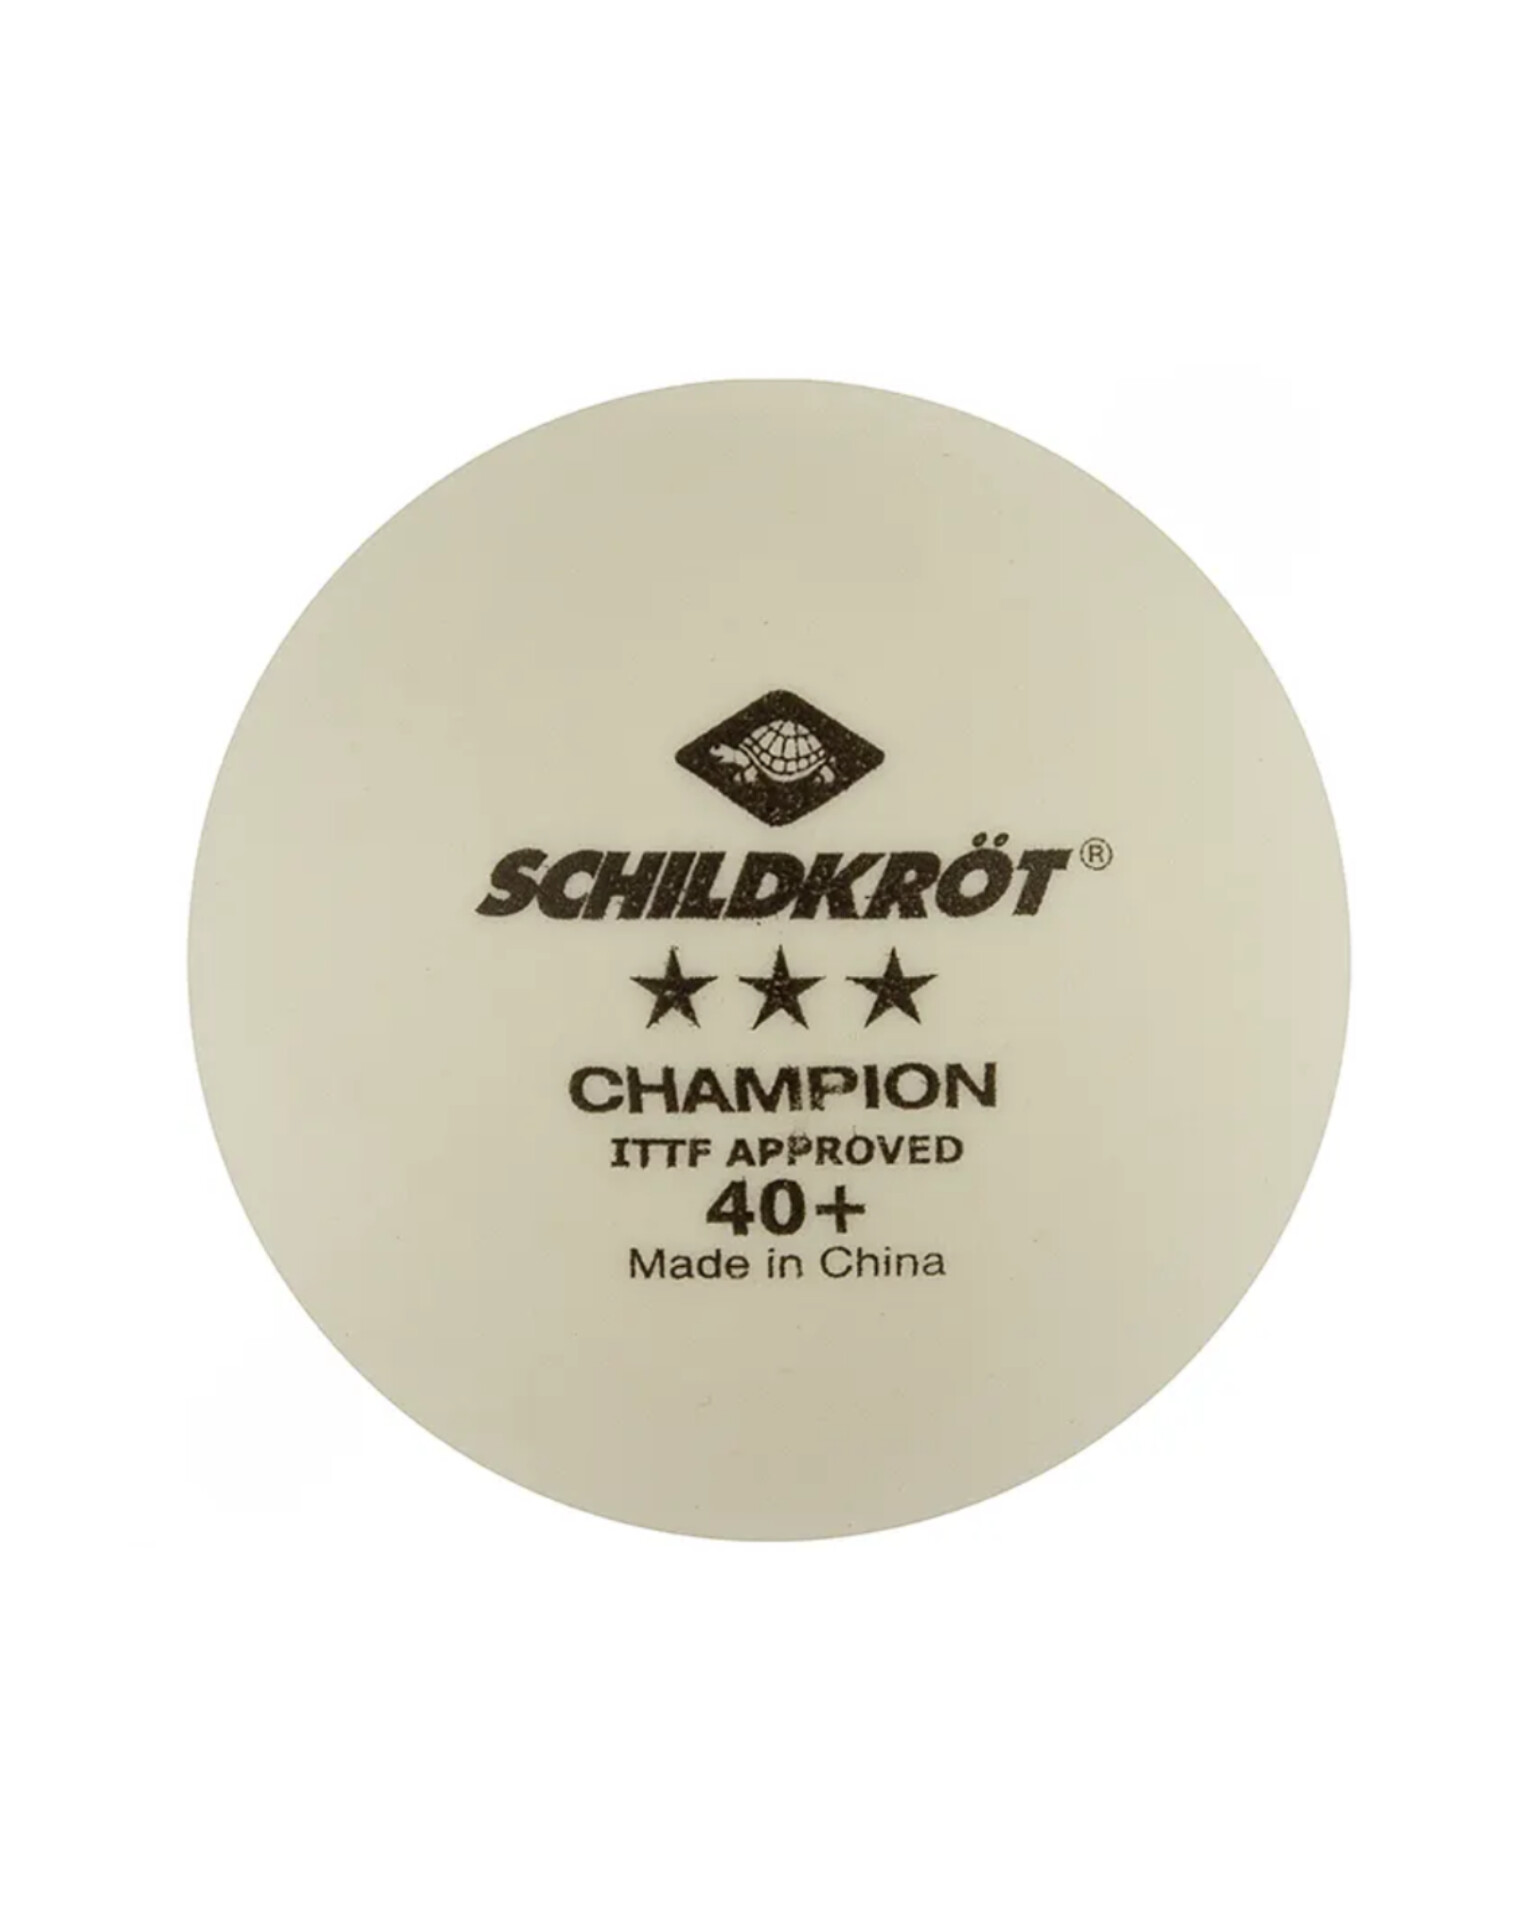 SCHILDKRÖT®
★★★
CHAMPION
ITTF APPROVED
40+
Made in China